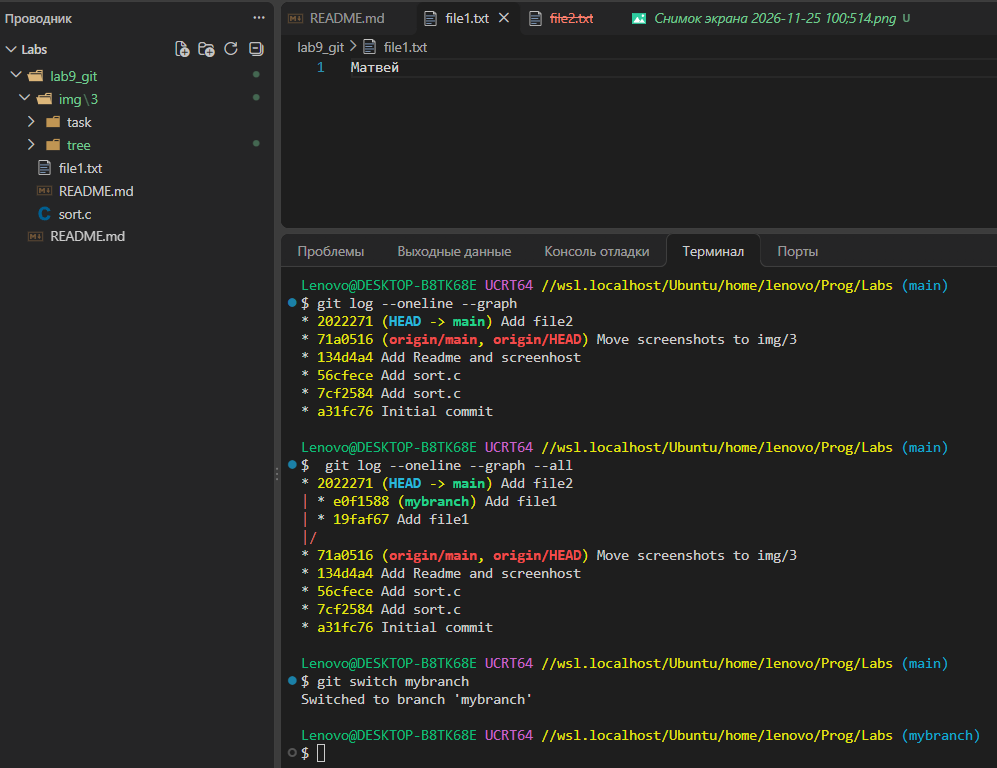 Проводник
Labs
lab9_git
img\3
task
tree
file1.txt
README.md
sort.c
README.md
README.md
file1.txt
file2.txt
Снимок экрана 2026-11-25 100;514.png U
lab9_git > file1.txt
1 Матвей
Проблемы Выходные данные Консоль отладки Терминал Порты
Lenovo@DESKTOP-B8TK68E UCRT64 //wsl.localhost/Ubuntu/home/lenovo/Prog/Labs (main)
$ git log --oneline --graph
* 2022271 (HEAD -> main) Add file2
* 71a0516 (origin/main, origin/HEAD) Move screenshots to img/3
* 134d4a4 Add Readme and screenhost
* 56cfece Add sort.c
* 7cf2584 Add sort.c
* a31fc76 Initial commit
Lenovo@DESKTOP-B8TK68E UCRT64 //wsl.localhost/Ubuntu/home/lenovo/Prog/Labs (main)
$  git log --oneline --graph --all
* 2022271 (HEAD -> main) Add file2
| * e0f1588 (mybranch) Add file1
| * 19faf67 Add file1
|/
* 71a0516 (origin/main, origin/HEAD) Move screenshots to img/3
* 134d4a4 Add Readme and screenhost
* 56cfece Add sort.c
* 7cf2584 Add sort.c
* a31fc76 Initial commit
Lenovo@DESKTOP-B8TK68E UCRT64 //wsl.localhost/Ubuntu/home/lenovo/Prog/Labs (main)
$ git switch mybranch
Switched to branch 'mybranch'
Lenovo@DESKTOP-B8TK68E UCRT64 //wsl.localhost/Ubuntu/home/lenovo/Prog/Labs (mybranch)
$